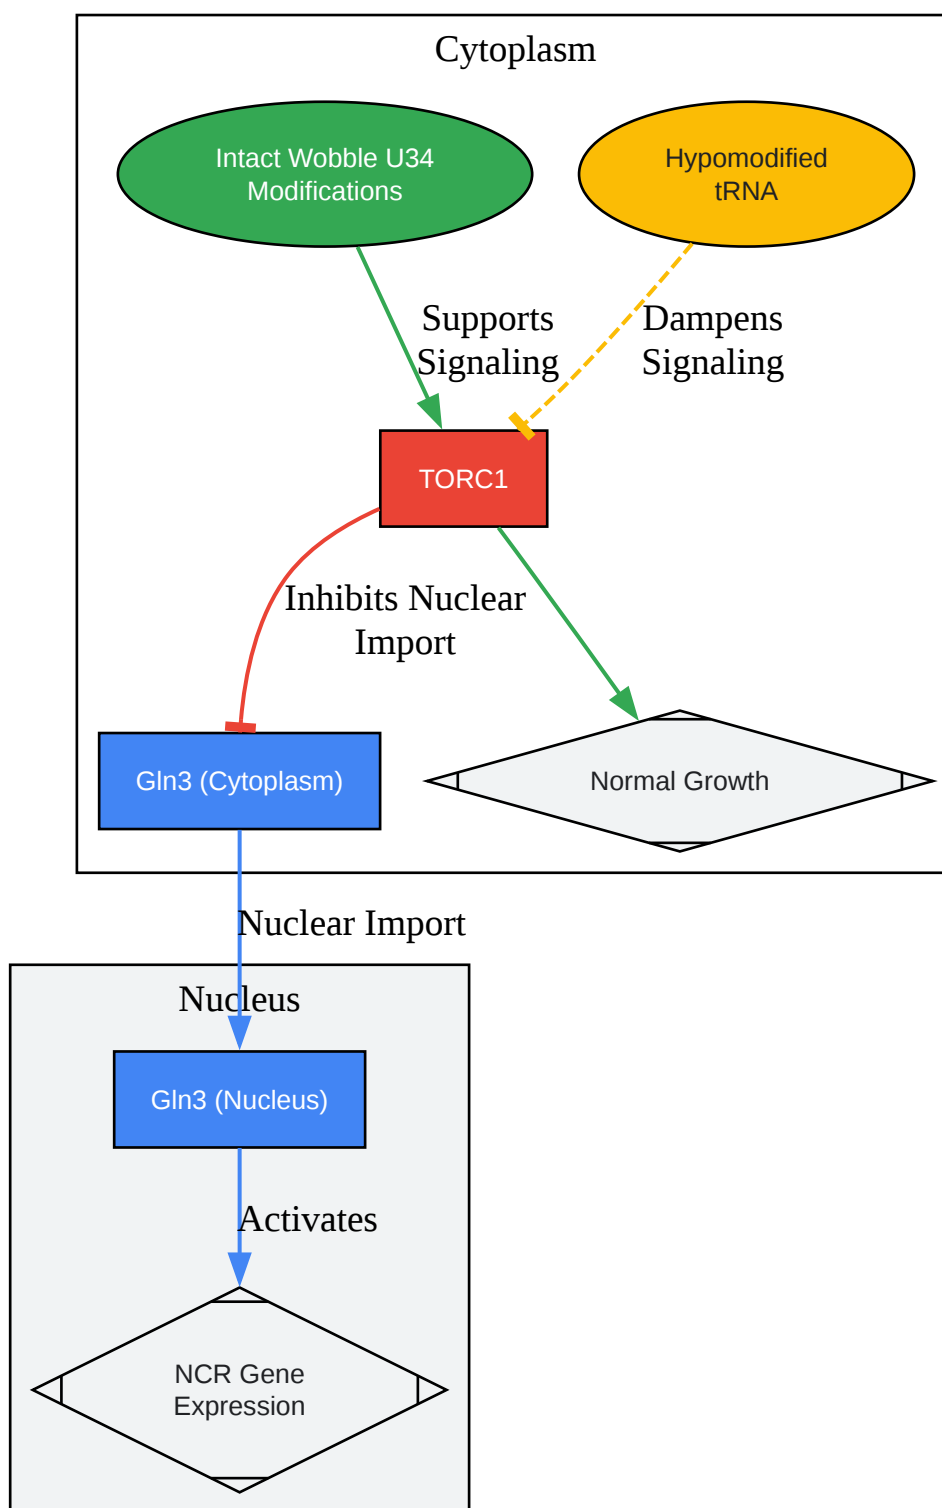 Cytoplasm
Intact Wobble U34
Modifications
Hypomodified
tRNA
Supports
Signaling
Dampens
Signaling
TORC1
Inhibits Nuclear
Import
Gln3 (Cytoplasm)
Normal Growth
Nuclear Import
Nucleus
Gln3 (Nucleus)
Activates
NCR Gene
Expression